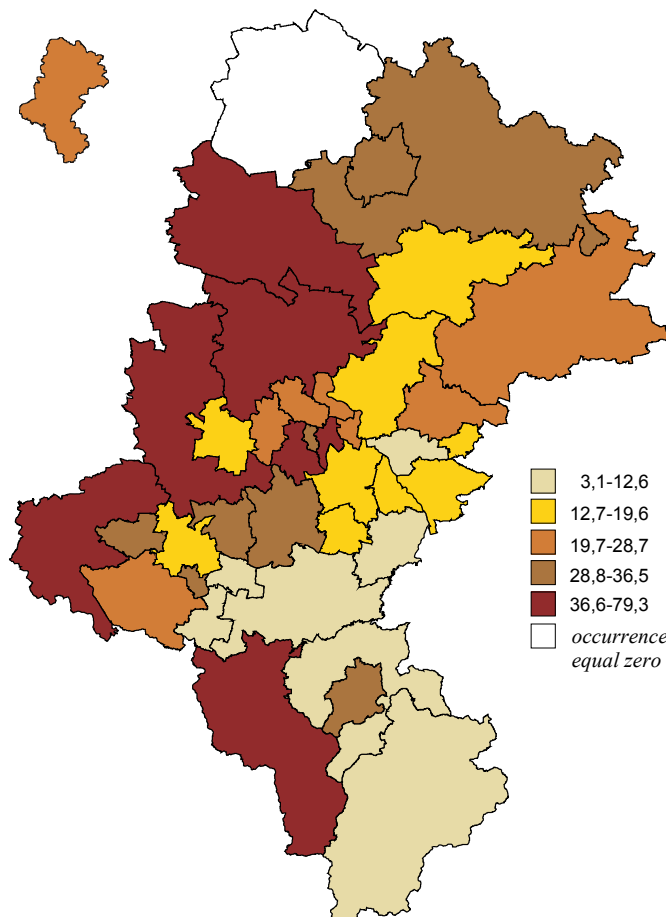 3,1-12,6
12,7-19,6
19,7-28,7
28,8-36,5
36,6-79,3
occurrence
equal zero